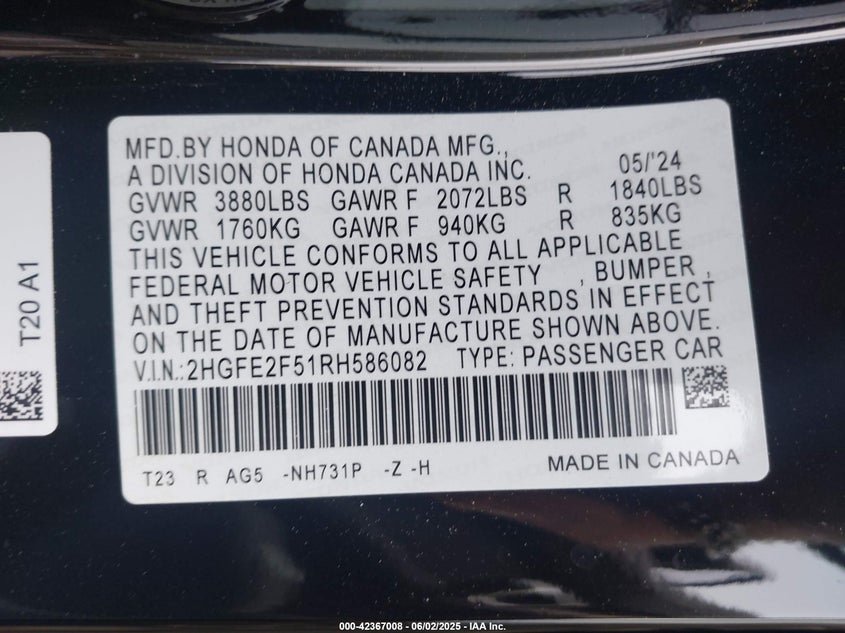 MFD.BY HONDA OF CANADA MFG.,
A DIVISION OF HONDA CANADA INC. 05/'24
GVWR 3880LBS GAWR F 2072LBS R 1840LBS
GVWR 1760KG GAWR F 940KG R 835KG
THIS VEHICLE CONFORMS TO ALL APPLICABLE
FEDERAL MOTOR VEHICLE SAFETY , BUMPER ,
AND THEFT PREVENTION STANDARDS IN EFFECT
ON THE DATE OF MANUFACTURE SHOWN ABOVE.
V.I.N.:2HGFE2F51RH586082 TYPE: PASSENGER CAR
T23 R AG5 -NH731P -Z -H MADE IN CANADA
T20 A1
000-42367008 - 06/02/2025 - IAA Inc.